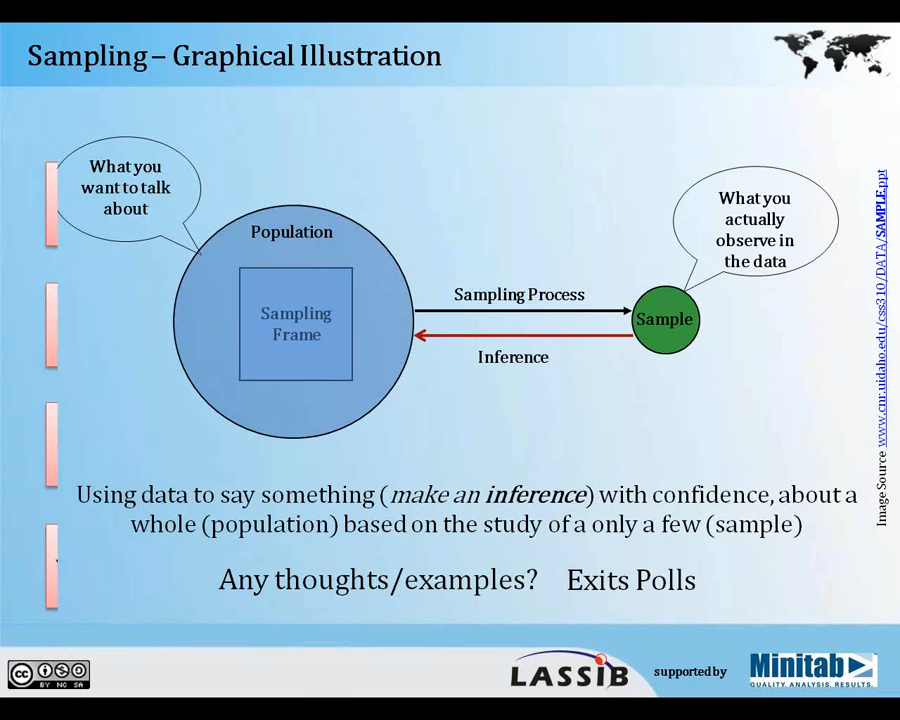 Sampling – Graphical Illustration
What you
want to talk
about
Population
Sampling
Frame
Sampling Process
Inference
Sample
What you
actually
observe in
the data
Image Source www.cnr.uidaho.edu/css310/DATA/SAMPLE.ppt
Using data to say something (make an inference) with confidence, about a
whole (population) based on the study of a only a few (sample)
Any thoughts/examples? Exits Polls
cc BY NC SA
LASSIB
supported by
Minitab
QUALITY. ANALYSIS. RESULTS.